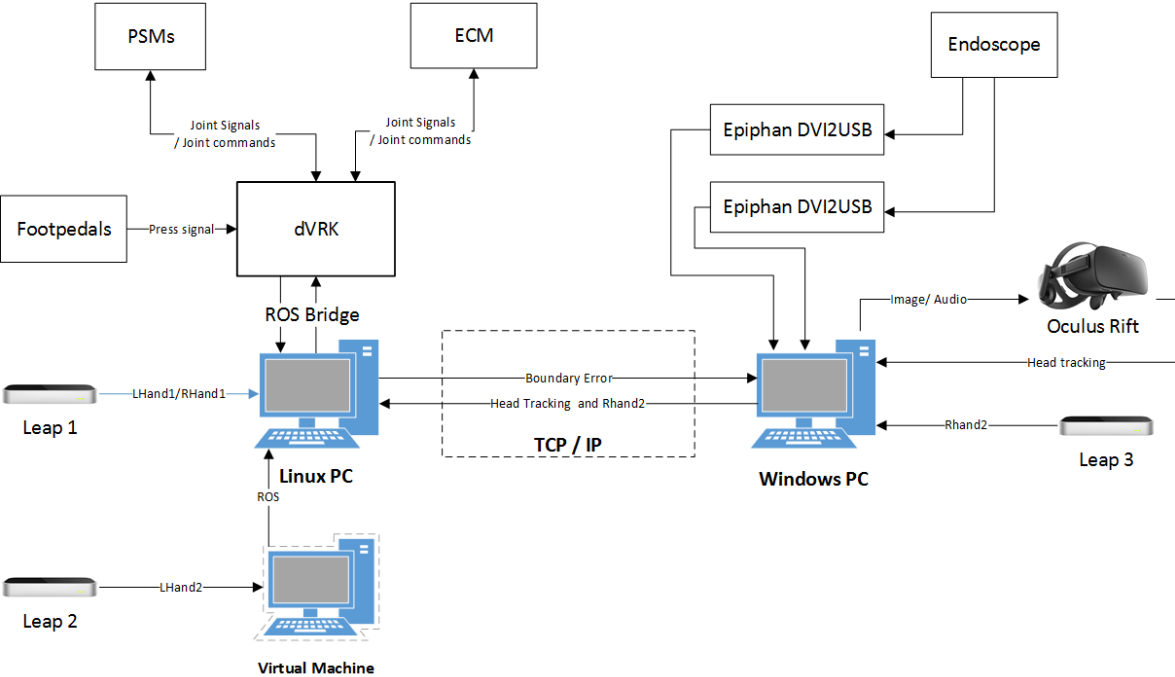 PSMs
ECM
Endoscope
Joint Signals
/ Joint commands
Joint Signals
/ Joint commands
Epiphan DVI2USB
Epiphan DVI2USB
Footpedals
Press signal
dVRK
ROS Bridge
Image/ Audio
Oculus Rift
Boundary Error
Head tracking
LHand1/RHand1
Head Tracking and Rhand2
Leap 1
TCP / IP
Rhand2
Leap 3
Linux PC
Windows PC
ROS
LHand2
Leap 2
Virtual Machine